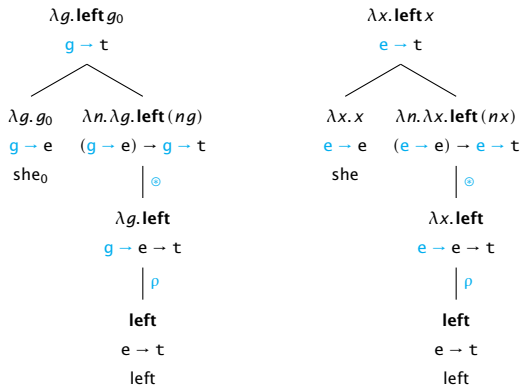 λg.left g₀
g → t
λg.g₀ λn.λg.left (ng)
g → e (g → e) → g → t
she₀
⊛
λg.left
g → e → t
ρ
left
e → t
left
λx.left x
e → t
λx.x λn.λx.left (nx)
e → e (e → e) → e → t
she
⊛
λx.left
e → e → t
ρ
left
e → t
left